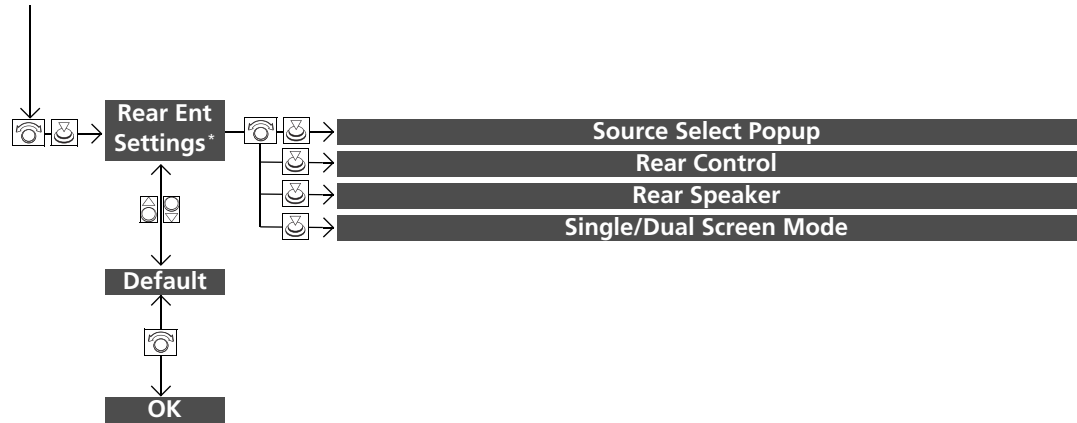 Rear Ent
Settings*
Source Select Popup
Rear Control
Rear Speaker
Single/Dual Screen Mode
Default
OK